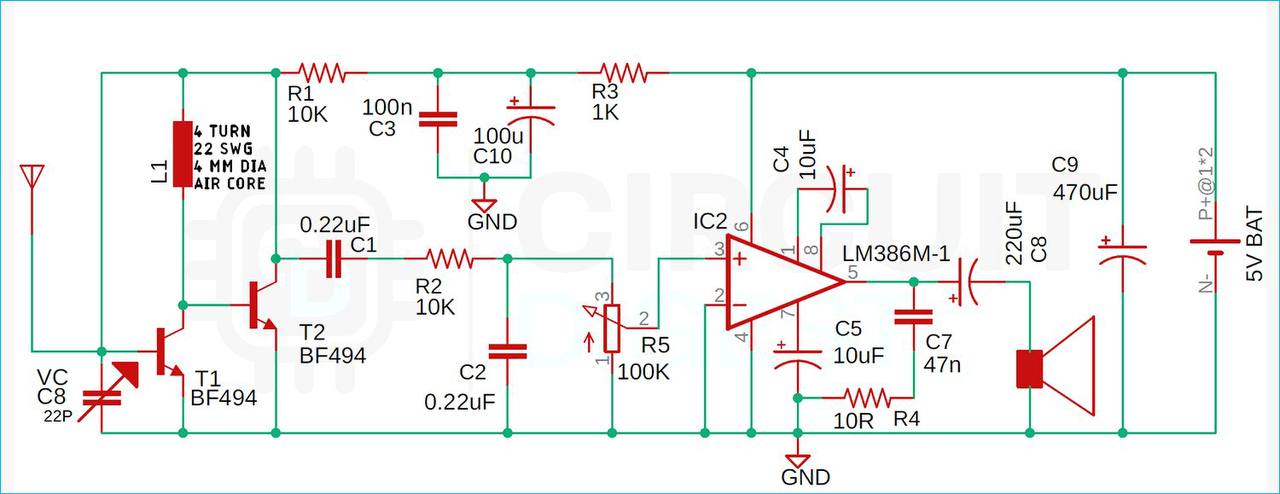 R1
10K
100n
C3
100u
C10
R3
1K
L1
4 TURN
22 SWG
4 MM DIA
AIR CORE
GND
0.22uF
C1
R2
10K
C2
0.22uF
3
2
1
R5
100K
T2
BF494
T1
BF494
VC
C8
22P
IC2
6
3
2
4
1
8
7
5
C4
10uF
LM386M-1
C5
10uF
220uF
C8
C7
47n
10R
R4
GND
C9
470uF
P+@1*2
N-
5V BAT
CIRCUIT